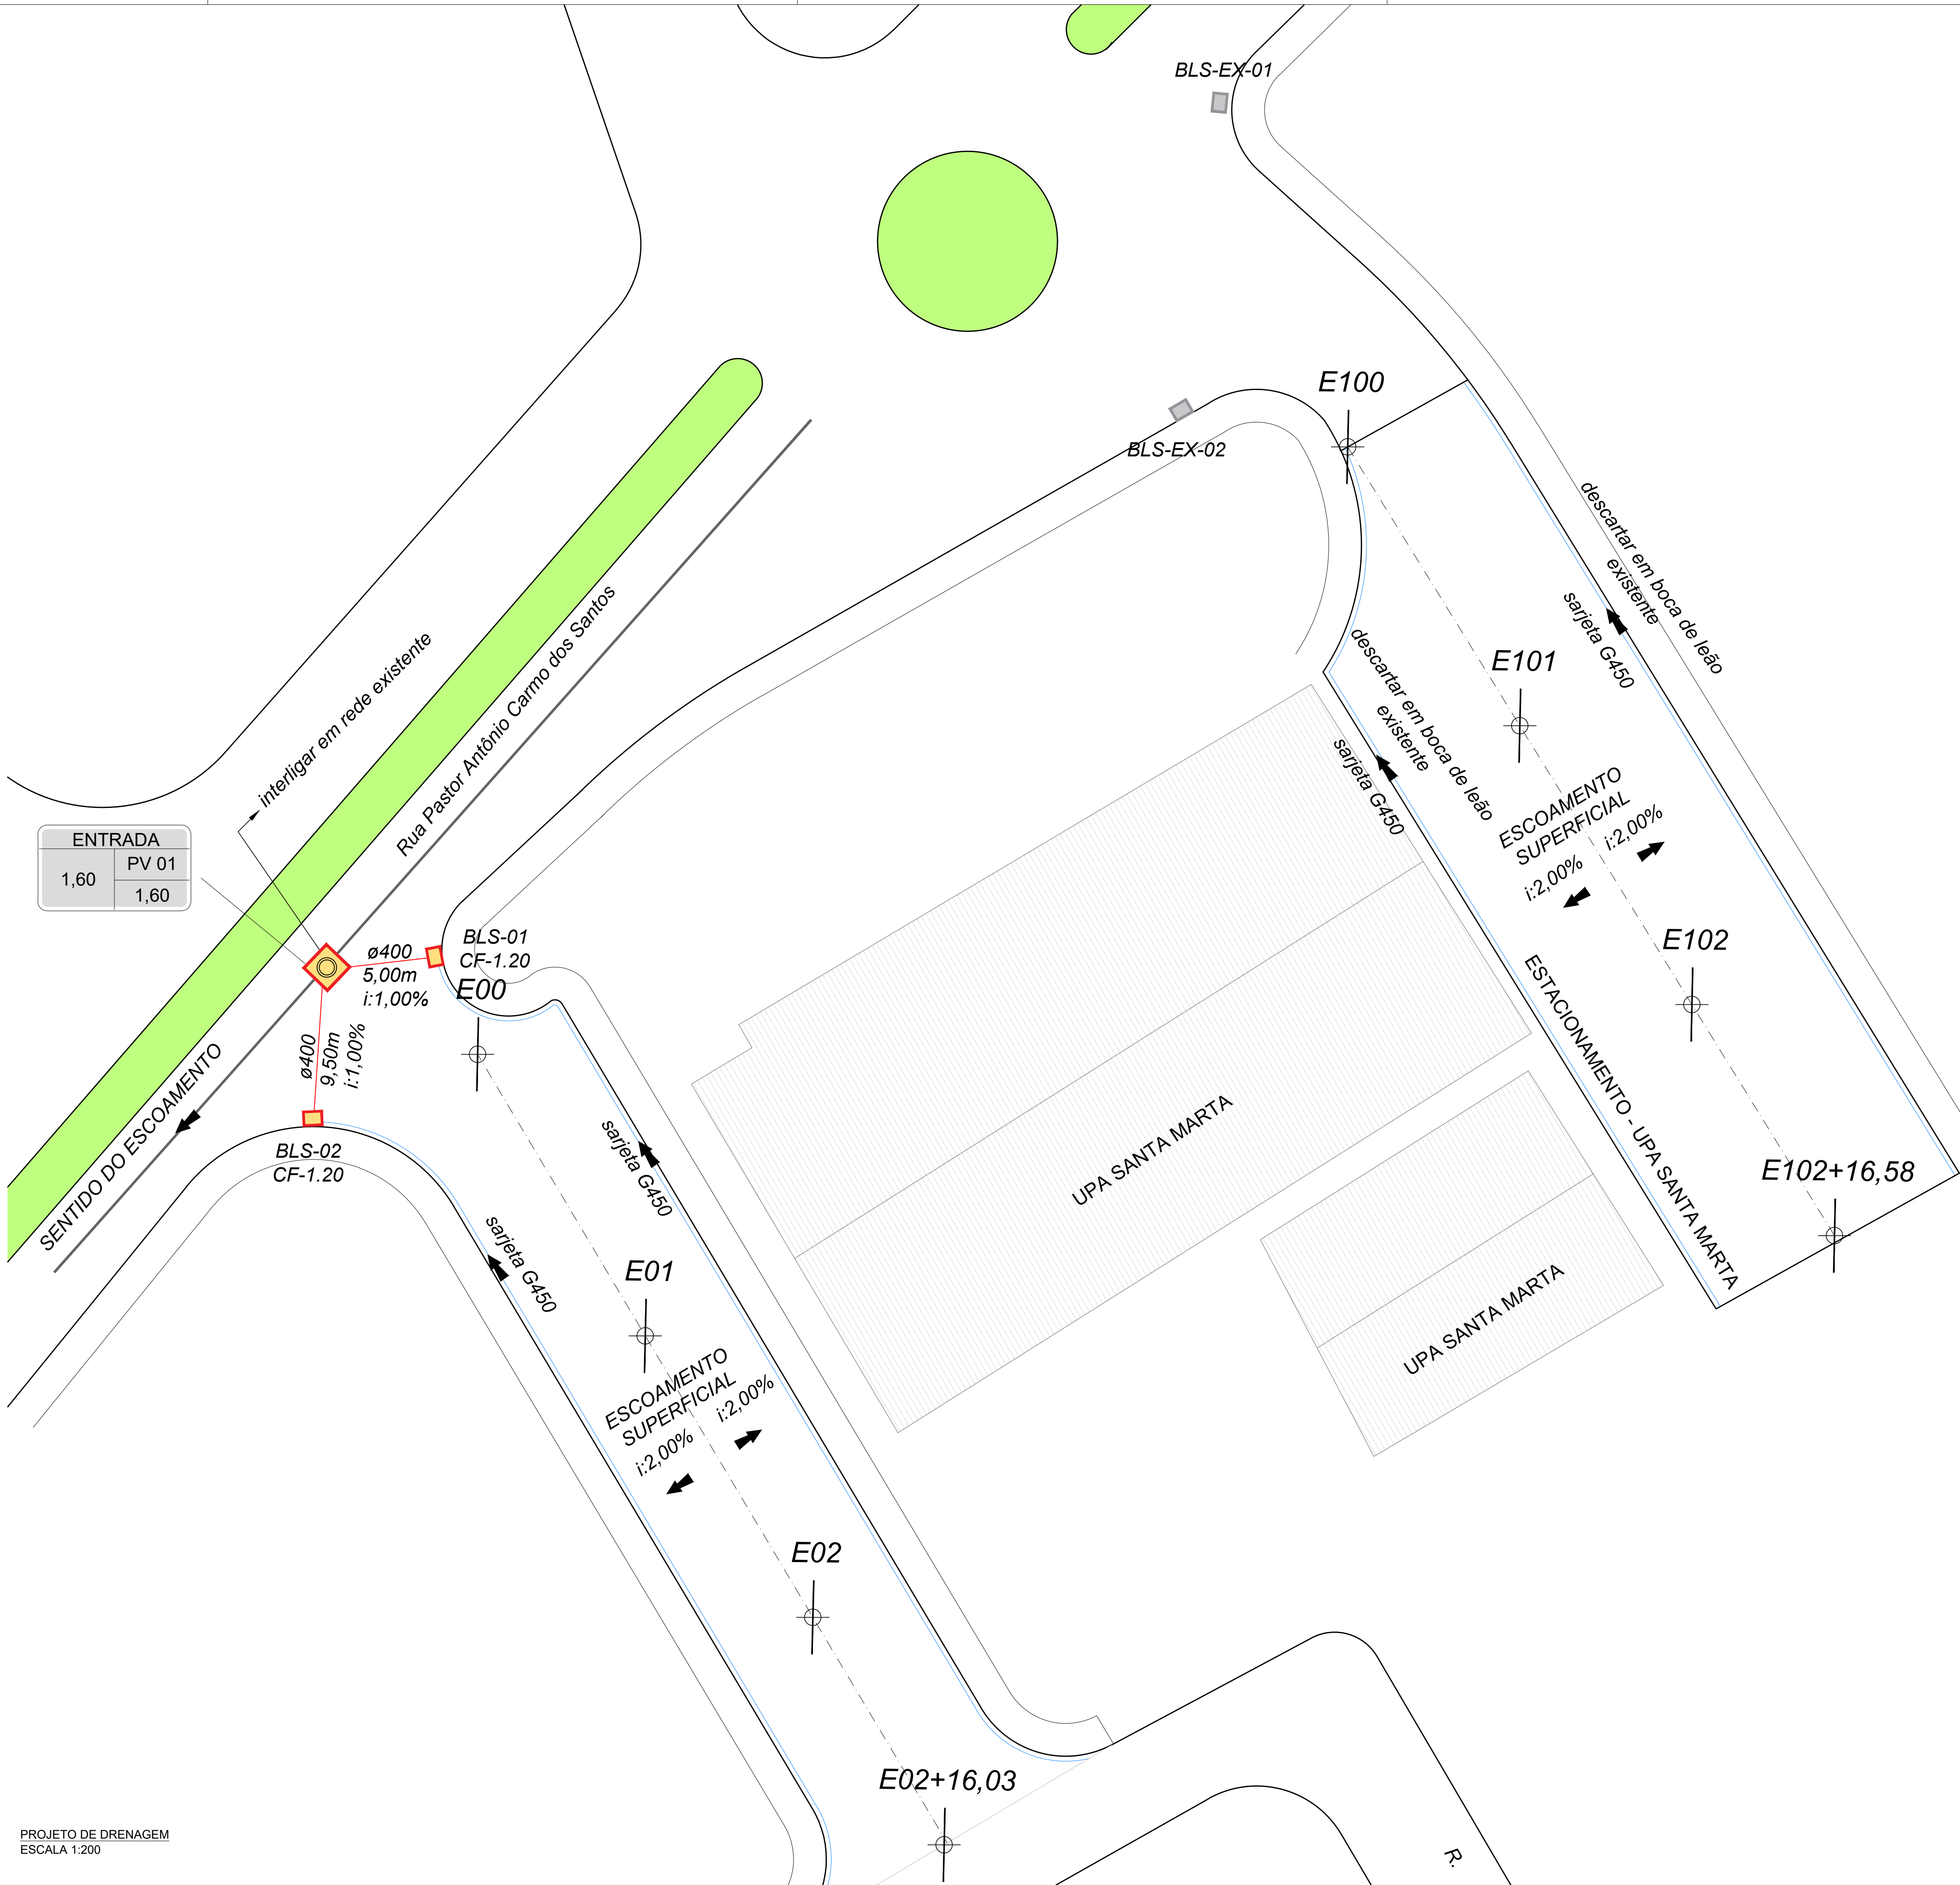 BLS-EX-01
E100
BLS-EX-02
descartar em boca de leão
existente
sarjeta G450
E101
descartar em boca de leão
existente
sarjeta G450
interligar em rede existente
Rua Pastor Antônio Carmo dos Santos
ESCOAMENTO
SUPERFICIAL
i:2,00%
i:2,00%
ENTRADA
1,60
PV 01
1,60
BLS-01
CF-1.20
ø400
5,00m
i:1,00%
E00
E102
ESTACIONAMENTO - UPA SANTA MARTA
ø400
9,50m
i:1,00%
SENTIDO DO ESCOAMENTO
BLS-02
CF-1.20
sarjeta G450
UPA SANTA MARTA
E102+16,58
sarjeta G450
E01
UPA SANTA MARTA
ESCOAMENTO
SUPERFICIAL
i:2,00%
i:2,00%
E02
E02+16,03
PROJETO DE DRENAGEM
ESCALA 1:200
R.